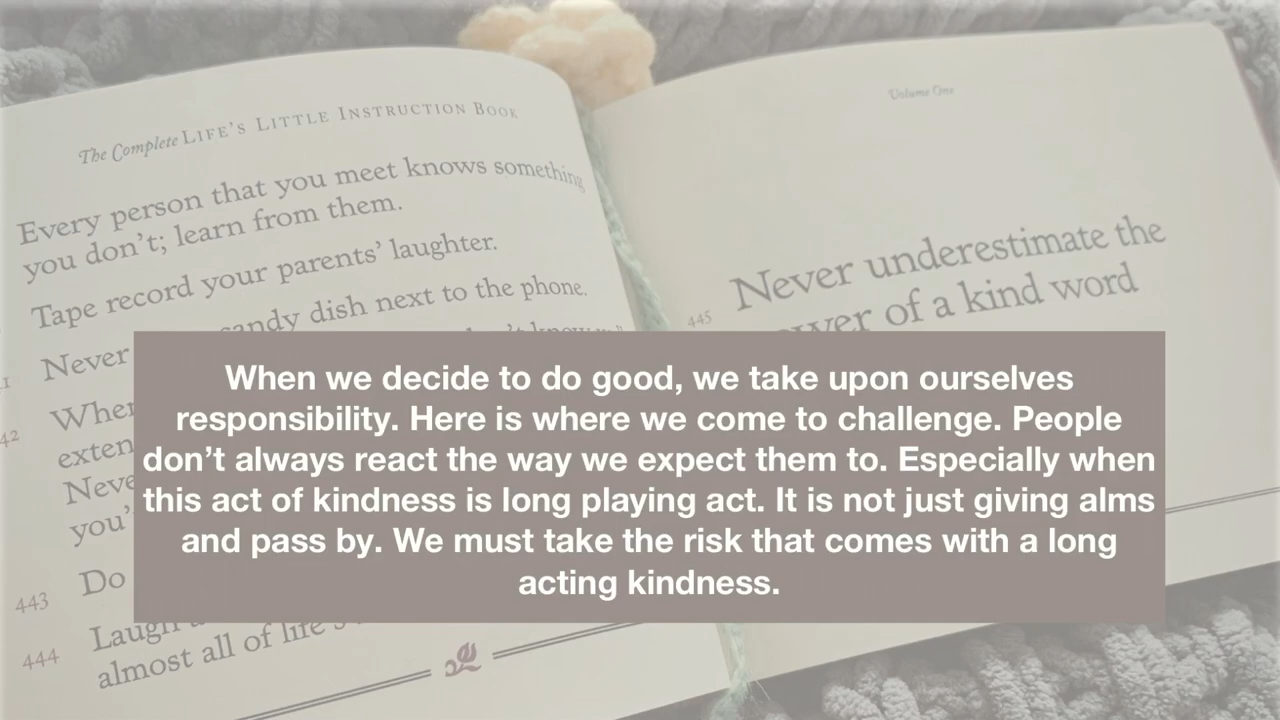 The Complete LIFE'S LITTLE INSTRUCTION BOOK
Every person that you meet knows something
you don't; learn from them.
Tape record your parents' laughter.
candy dish next to the phone.
Never
42
exten
Neve
you'
443
Do
444
Laugh a
almost all of life's
Volume One
445
Never underestimate the
power of a kind word
When we decide to do good, we take upon ourselves
responsibility. Here is where we come to challenge. People
don't always react the way we expect them to. Especially when
this act of kindness is long playing act. It is not just giving alms
and pass by. We must take the risk that comes with a long
acting kindness.